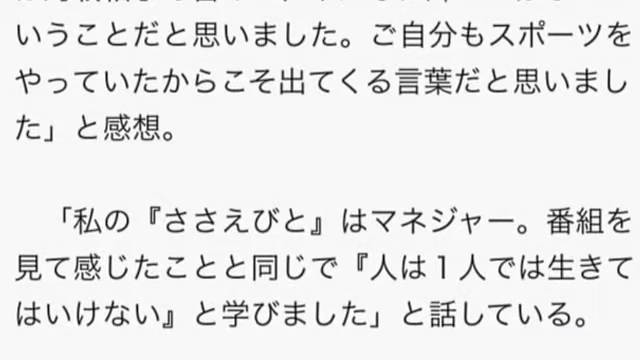 いうことだと思いました。ご自分もスポーツを
やっていたからこそ出てくる言葉だと思いまし
た」と感想。
「私の『ささえびと』はマネジャー。番組を
見て感じたことと同じで『人は１人では生きて
はいけない』と学びました」と話している。